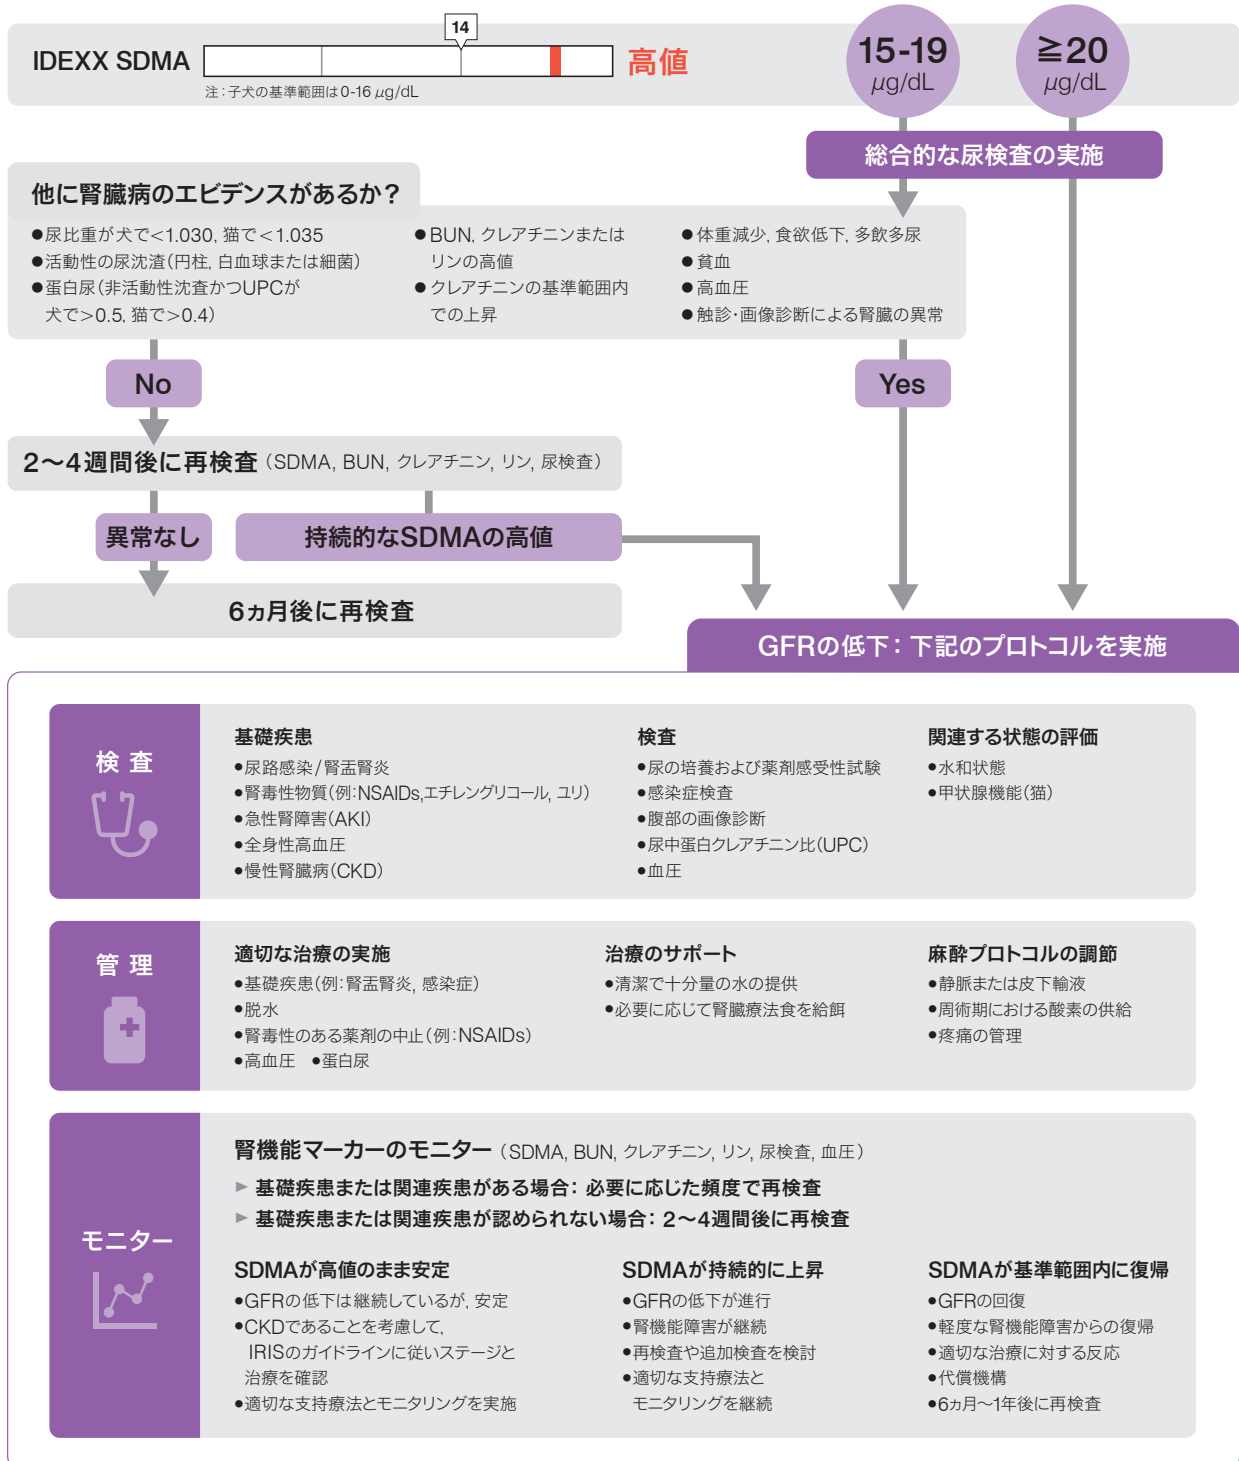 IDEXX SDMA
14
高値
注：子犬の基準範囲は0-16 μg/dL
15-19
μg/dL
≧20
μg/dL
総合的な尿検査の実施
他に腎臓病のエビデンスがあるか？
●尿比重が犬で<1.030, 猫で<1.035
●活動性の尿沈渣（円柱, 白血球または細菌）
●蛋白尿（非活動性沈査かつUPCが
犬で>0.5, 猫で>0.4）
●BUN, クレアチニンまたは
リンの高値
●クレアチニンの基準範囲内
での上昇
●体重減少, 食欲低下, 多飲多尿
●貧血
●高血圧
●触診・画像診断による腎臓の異常
No
Yes
2〜4週間後に再検査（SDMA, BUN, クレアチニン, リン, 尿検査）
異常なし
持続的なSDMAの高値
6ヵ月後に再検査
GFRの低下：下記のプロトコルを実施
検 査
基礎疾患
●尿路感染/腎盂腎炎
●腎毒性物質（例：NSAIDs,エチレングリコール, ユリ）
●急性腎障害（AKI）
●全身性高血圧
●慢性腎臓病（CKD）
検査
●尿の培養および薬剤感受性試験
●感染症検査
●腹部の画像診断
●尿中蛋白クレアチニン比（UPC）
●血圧
関連する状態の評価
●水和状態
●甲状腺機能（猫）
管 理
適切な治療の実施
●基礎疾患（例：腎盂腎炎, 感染症）
●脱水
●腎毒性のある薬剤の中止（例：NSAIDs）
●高血圧 ●蛋白尿
治療のサポート
●清潔で十分量の水の提供
●必要に応じて腎臓療法食を給餌
麻酔プロトコルの調節
●静脈または皮下輸液
●周術期における酸素の供給
●疼痛の管理
モニター
腎機能マーカーのモニター（SDMA, BUN, クレアチニン, リン, 尿検査, 血圧）
► 基礎疾患または関連疾患がある場合：必要に応じた頻度で再検査
► 基礎疾患または関連疾患が認められない場合：2〜4週間後に再検査
SDMAが高値のまま安定
●GFRの低下は継続しているが, 安定
●CKDであることを考慮して,
IRISのガイドラインに従いステージと
治療を確認
●適切な支持療法とモニタリングを実施
SDMAが持続的に上昇
●GFRの低下が進行
●腎機能障害が継続
●再検査や追加検査を検討
●適切な支持療法と
モニタリングを継続
SDMAが基準範囲内に復帰
●GFRの回復
●軽度な腎機能障害からの復帰
●適切な治療に対する反応
●代償機構
●6ヵ月〜1年後に再検査